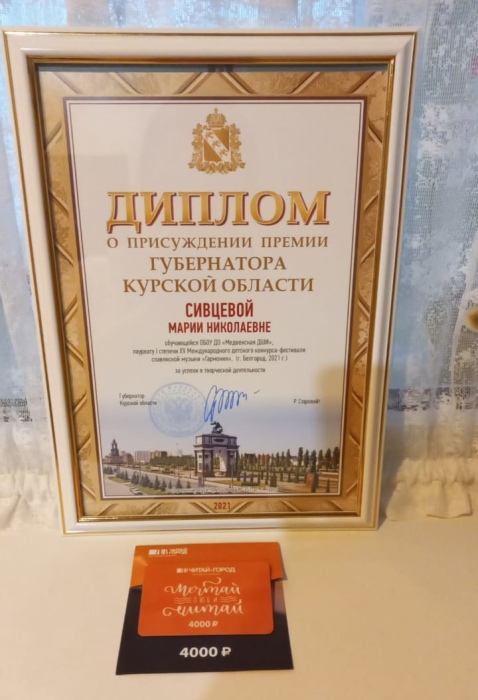 ДИПЛОМ
О ПРИСУЖДЕНИИ ПРЕМИИ
ГУБЕРНАТОРА
КУРСКОЙ ОБЛАСТИ
СИВЦЕВОЙ
МАРИИ НИКОЛАЕВНЕ
обучающейся ОБОУ ДО «Медвенская ДШИ»,
лауреату I степени XV Международного детского конкурса-фестиваля
славянской музыки «Гармония», (г. Белгород, 2021 г.)
за успехи в творческой деятельности
Губернатор
Курской области
Р. Старовойт
2021
ЧИТАЙ-ГОРОД
Мечтай
ЛЮБИ
читай
4000 ₽
4000 ₽